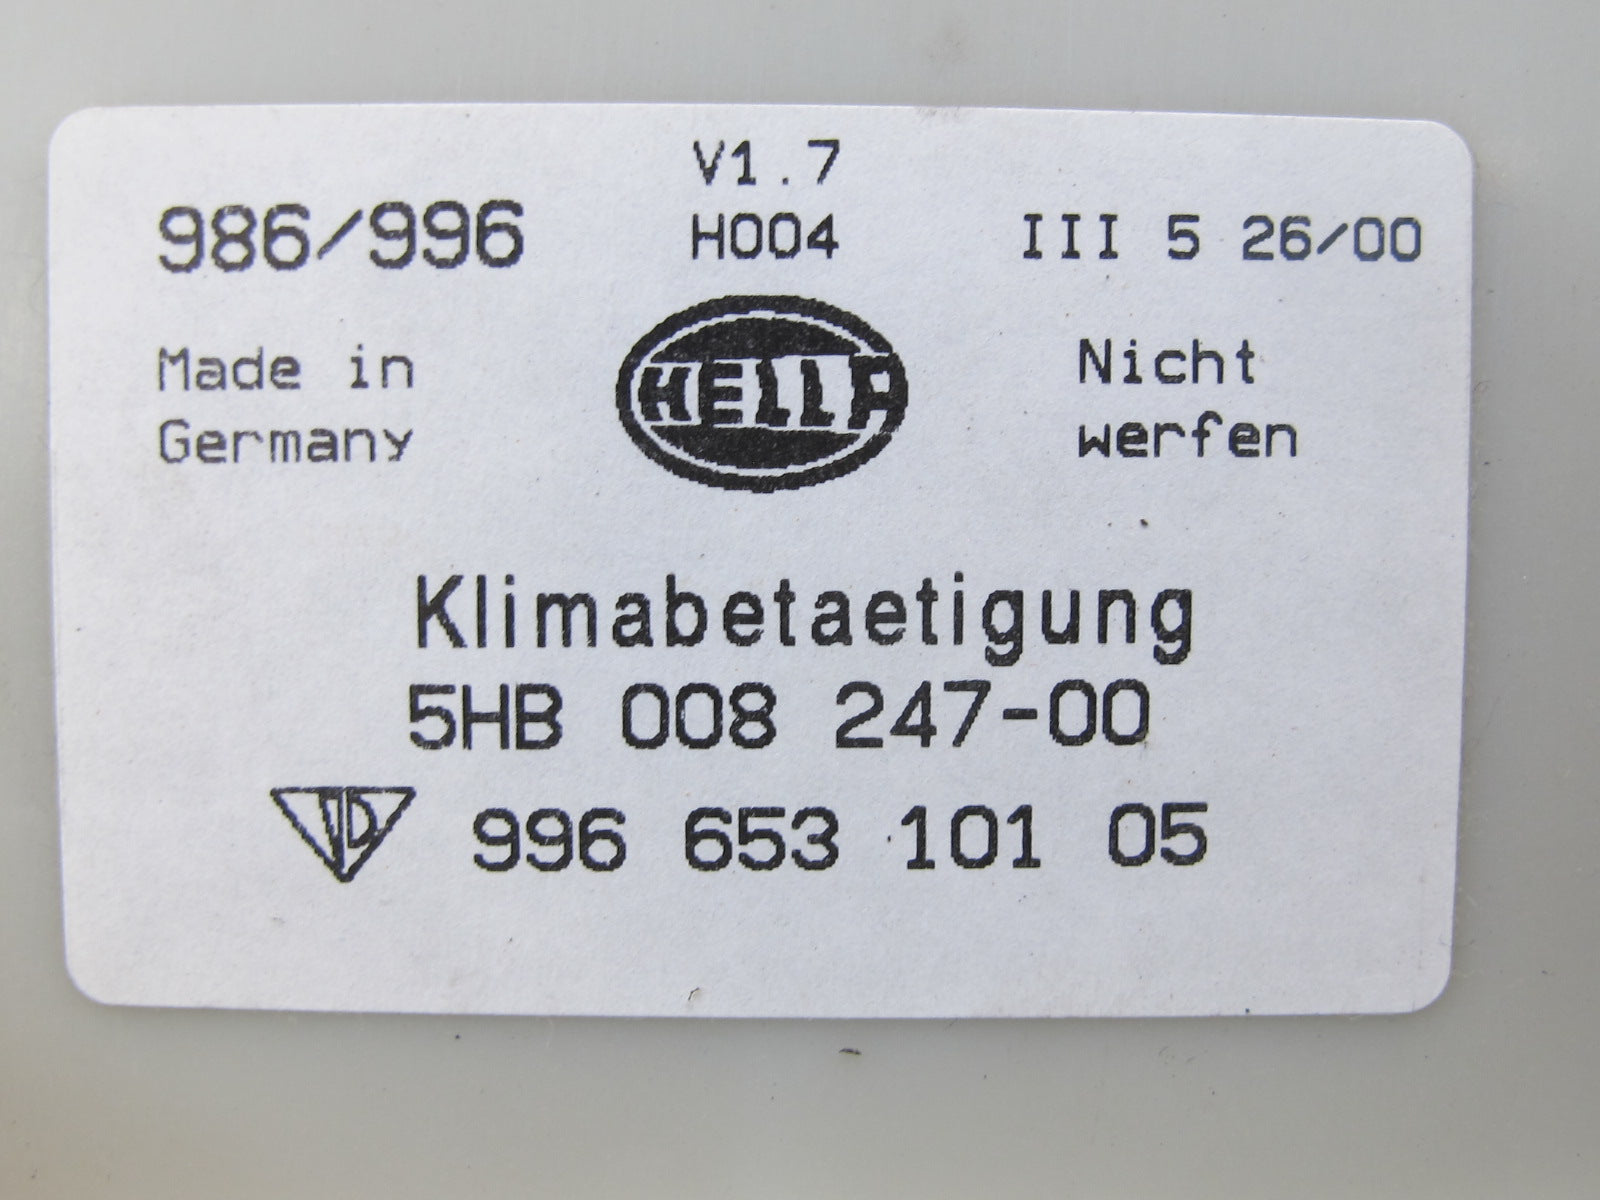 V1.7
986/996 H004 III 5 26/00
Made in Germany
HELLA
Nicht werfen
Klimabetaetigung
5HB 008 247-00
996 653 101 05